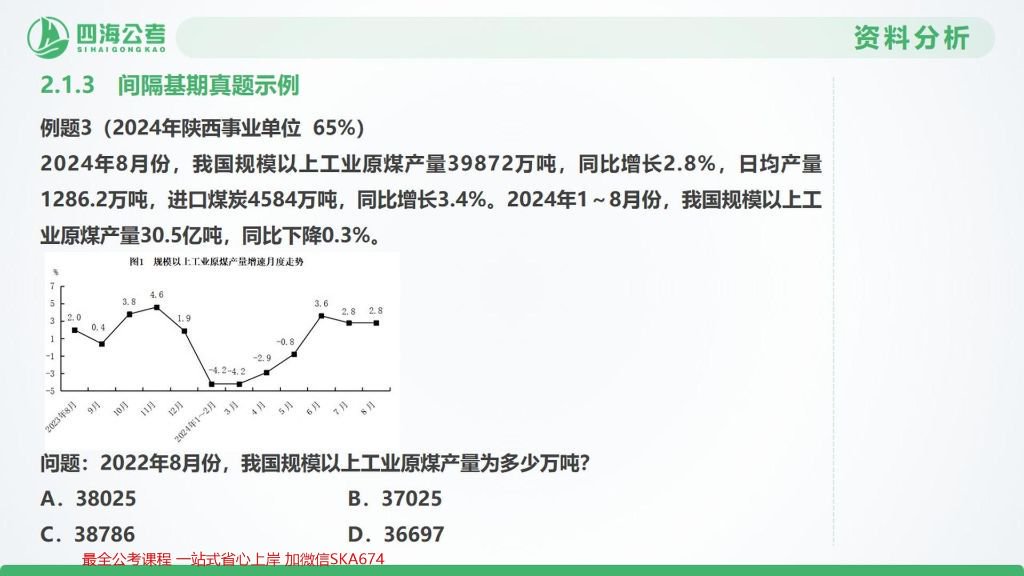 四海公考
SIHAIGONGKAO
资料分析
2.1.3 间隔基期真题示例
例题3（2024年陕西事业单位 65%）
2024年8月份，我国规模以上工业原煤产量39872万吨，同比增长2.8%，日均产量
1286.2万吨，进口煤炭4584万吨，同比增长3.4%。2024年1～8月份，我国规模以上工
业原煤产量30.5亿吨，同比下降0.3%。
图1 规模以上工业原煤产量增速月度走势
%
7
5
3
1
-1
-3
-5
2.0
0.4
3.8
4.6
1.9
-4.2
-4.2
-2.9
-0.8
3.6
2.8
2.8
2023年8月
9月
10月
11月
12月
2024年1～2月
3月
4月
5月
6月
7月
8月
问题：2022年8月份，我国规模以上工业原煤产量为多少万吨？
A．38025 B．37025
C．38786 D．36697
最全公考课程 一站式省心上岸 加微信SKA674